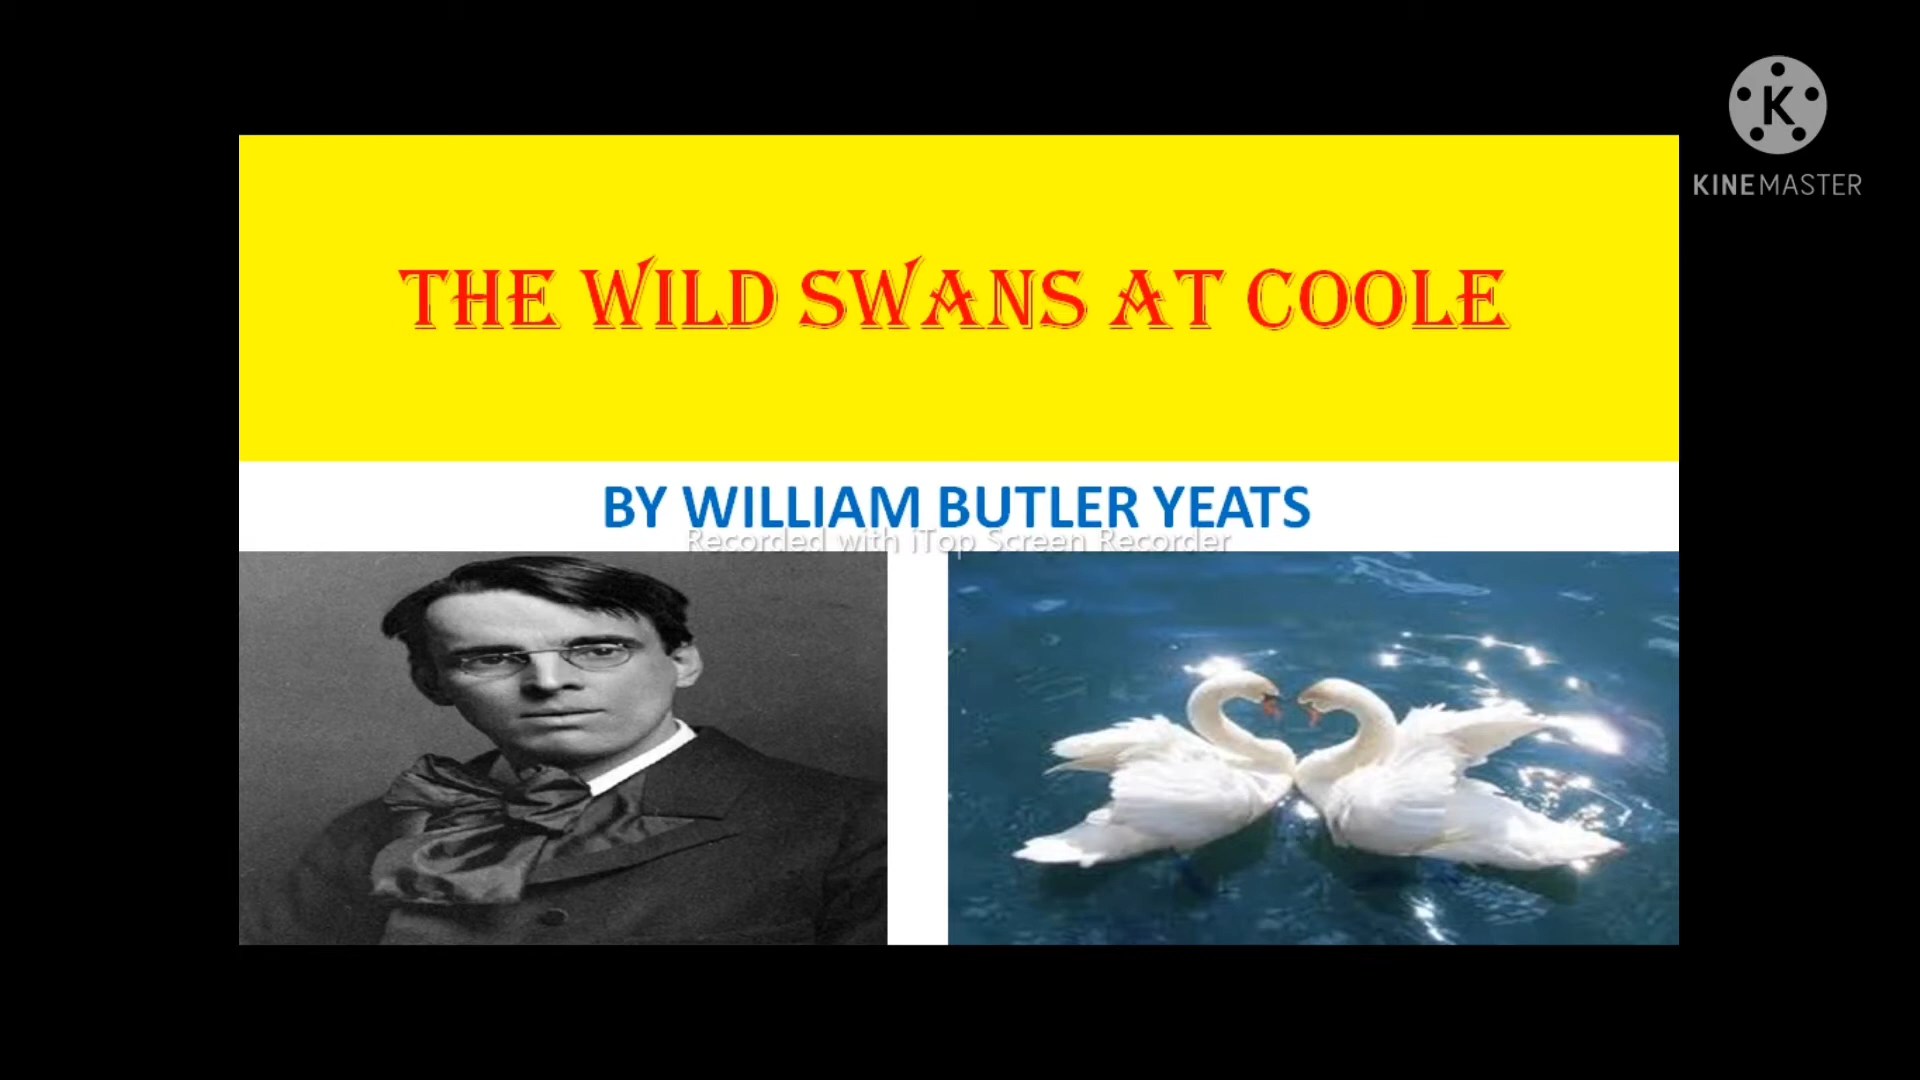 K
KINEMASTER
THE WILD SWANS AT COOLE
BY WILLIAM BUTLER YEATS
Recorded with iTop Screen Recorder